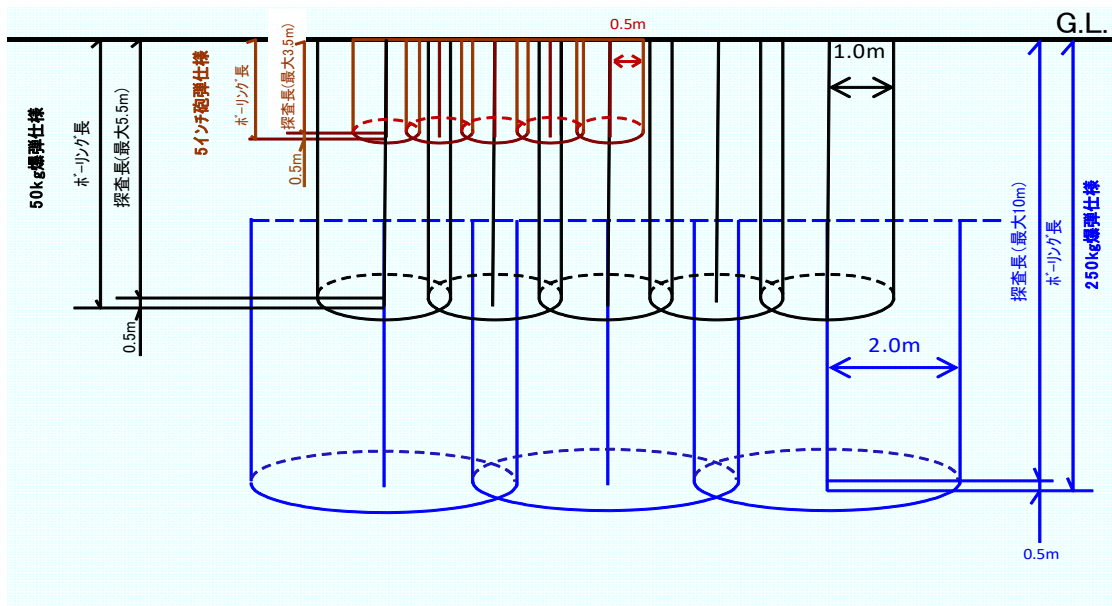 G.L.
50kg爆弾仕様
ボーリング長
探査長(最大5.5m)
0.5m
5インチ砲弾仕様
ボーリング長
探査長(最大3.5m)
0.5m
0.5m
1.0m
2.0m
探査長(最大10m)
ボーリング長
250kg爆弾仕様
0.5m